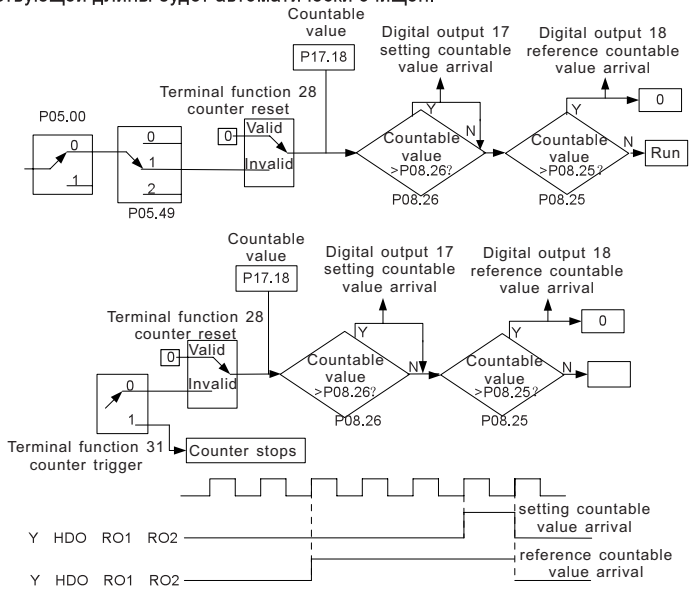 ствующей длины будет автоматически очищен.
Countable
value
P17.18
Digital output 17
setting countable
value arrival
Digital output 18
reference countable
value arrival
Terminal function 28
counter reset
P05.00
0
1
0
1
2
P05.49
0
Valid
Invalid
Y
N
Countable
value
>P08.26?
P08.26
Y
0
Countable
value
>P08.25?
P08.25
N
Run
Countable
value
P17.18
Digital output 17
setting countable
value arrival
Digital output 18
reference countable
value arrival
Terminal function 28
counter reset
0
Valid
Invalid
0
1
Terminal function 31
counter trigger
Counter stops
Y
N
Countable
value
>P08.26?
P08.26
Y
0
Countable
value
>P08.25?
P08.25
N
setting countable
value arrival
Y HDO RO1 RO2
reference countable
value arrival
Y HDO RO1 RO2